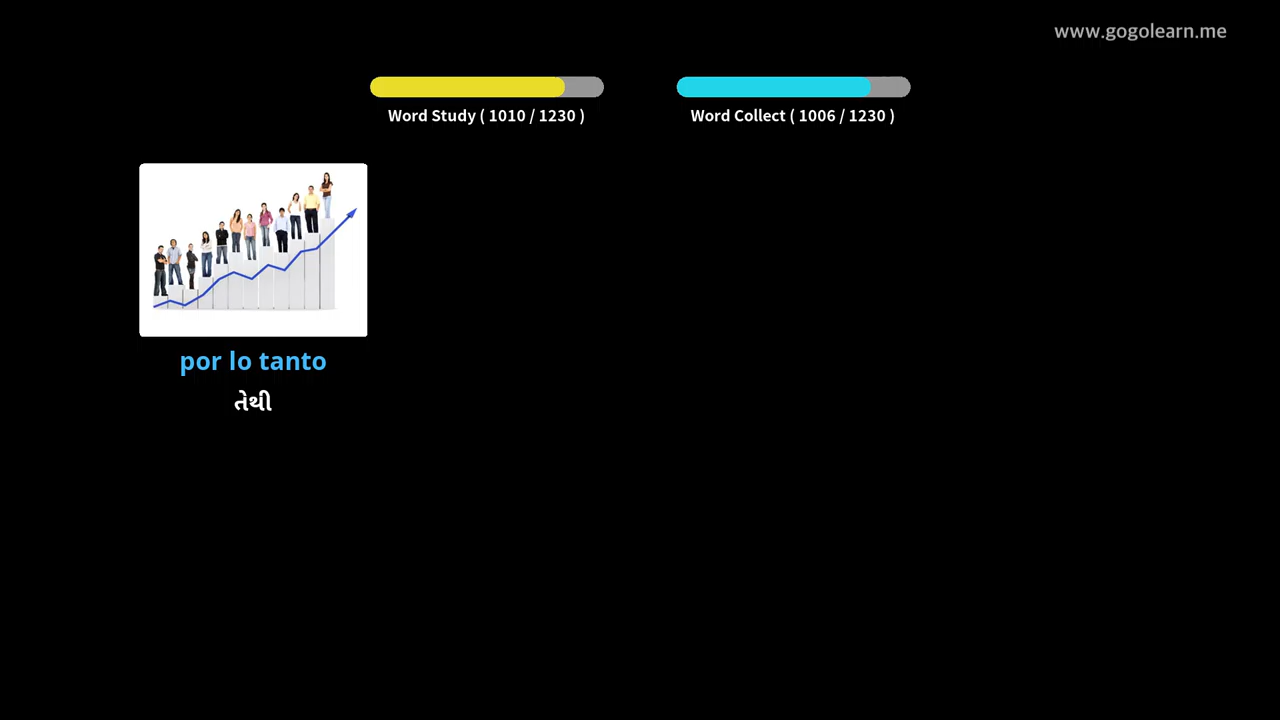 www.gogolearn.me
Word Study ( 1010 / 1230 )
Word Collect ( 1006 / 1230 )
por lo tanto
તેથી